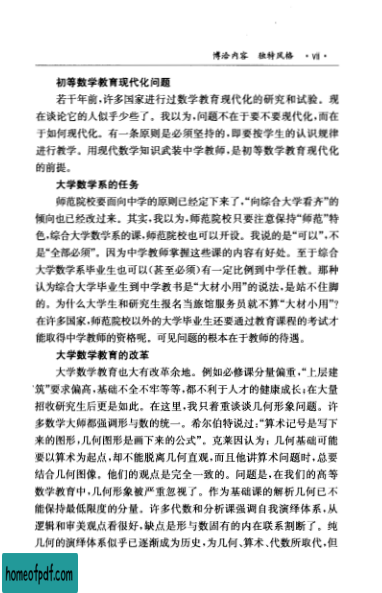 博洽内容　独特风格　·Ⅶ·
初等数学教育现代化问题
若干年前,许多国家进行过数学教育现代化的研究和试验。现
在谈论它的人似乎少些了。我以为,问题不在于要不要现代化,而在
于如何现代化。有一条原则是必须坚持的,即要按学生的认识规律
进行教学。用现代数学知识武装中学教师,是初等数学教育现代化
的前提。
大学数学系的任务
师范院校要面向中学的原则已经定下来了,“向综合大学看齐”的
倾向也已经改过来。其实,我以为,师范院校只要注意保持“师范”特
色,综合大学数学系的课,师范院校也可以开设。我说的是“可以”,不
是“全部必须”。因为中学教师掌握这些课的内容有好处。至于综合
大学数学系毕业生也可以(甚至必须)有一定比例到中学任教。那种
认为综合大学毕业生到中学教书是“大材小用”的说法,是站不住脚
的。为什么大学生和研究生报名当旅馆服务员就不算“大材小用”?
在许多国家,师范院校以外的大学毕业生还要通过教育课程的考试才
能取得中学教师的资格呢。可见问题的根本在于教师的待遇。
大学数学教育的改革
大学数学教育也大有改革余地。例如必修课分量偏重,“上层建
筑”要求偏高,基础不全不牢等等,都不利于人才的健康成长;在大量
招收研究生后更是如此。在这里,我只着重谈谈几何形象问题。许
多数学大师都强调形与数的统一。希尔伯特说过:“算术记号是写下
来的图形,几何图形是画下来的公式”。克莱因认为：几何基础可能
要以算术为起点,却不能脱离几何直观,而且他讲算术问题时,总要
结合几何图像。他们的观点是完全一致的。问题是,在我们的高等
数学教育中,几何形象被严重忽视了。作为基础课的解析几何已不
能保持最低限度的分量。许多代数和分析课强调自我演绎体系,从
逻辑和审美观点看很好,缺点是形与数固有的内在联系割断了。纯
几何的演绎体系似乎已逐渐成为历史,为几何、算术、代数所取代,但
homeofpdf.com